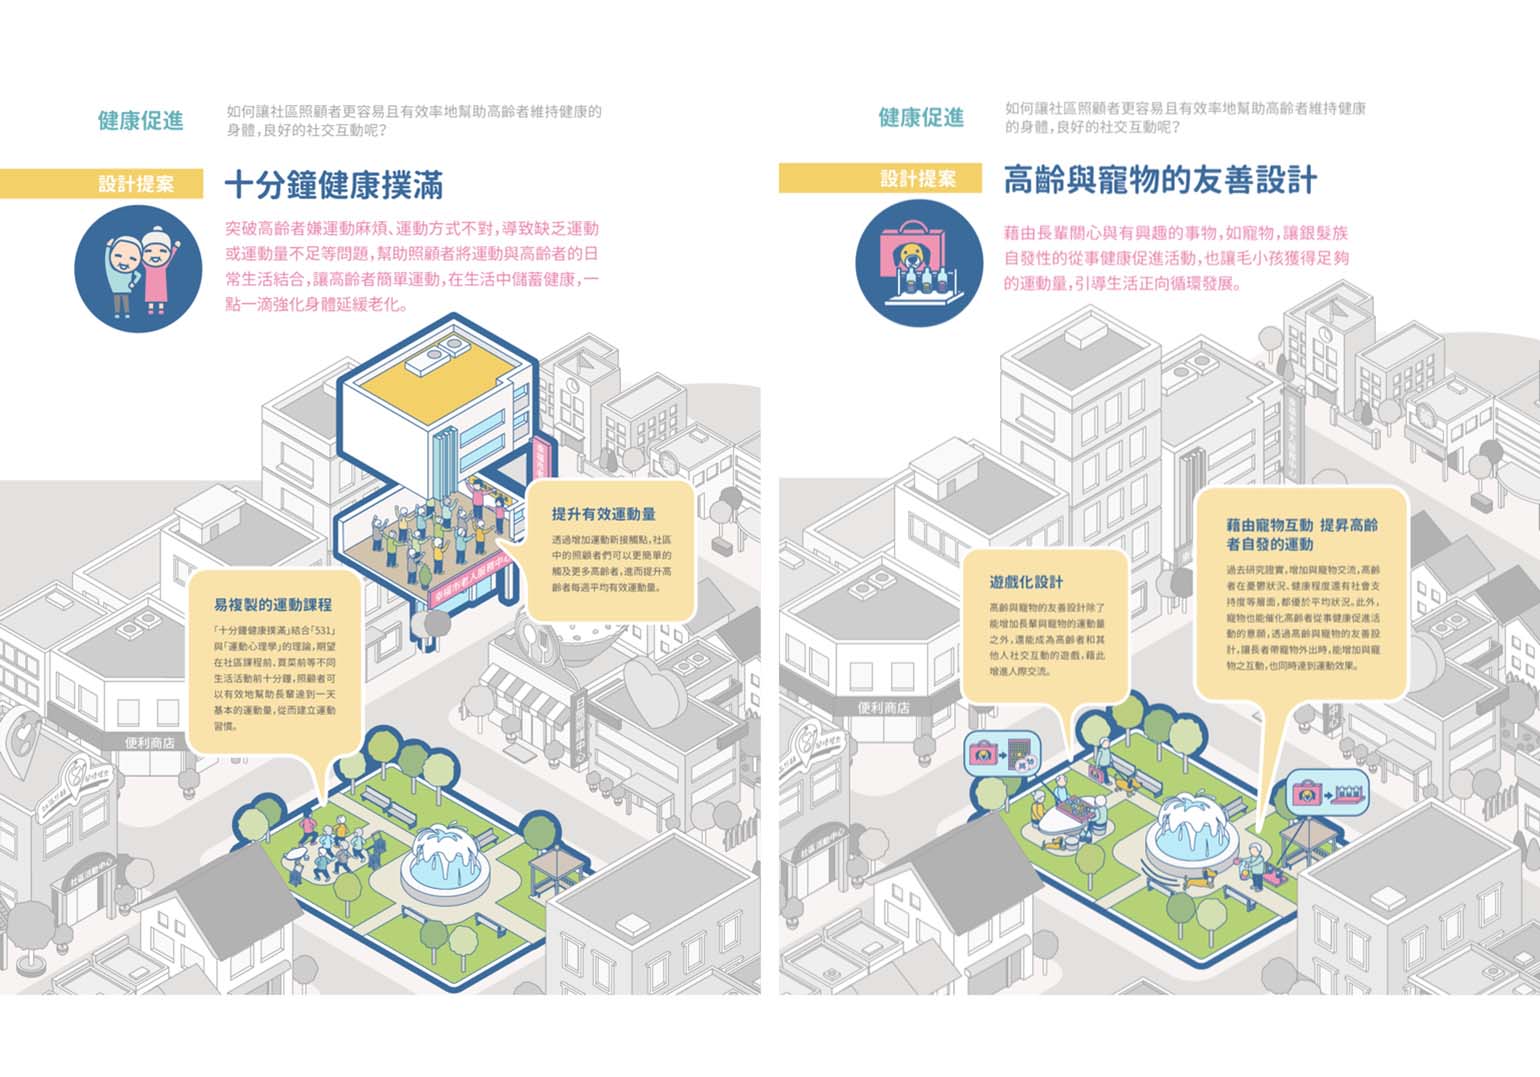 健康促進
如何讓社區照顧者更容易且有效率地幫助高齡者維持健康的
身體,良好的社交互動呢?
設計提案
十分鐘健康撲滿
突破高齡者嫌運動麻煩、運動方式不對,導致缺乏運動
或運動量不足等問題,幫助照顧者將運動與高齡者的日
常生活結合,讓高齡者簡單運動,在生活中儲蓄健康,一
點一滴強化身體延緩老化。
提升有效運動量
透過增加運動新接觸點,社區
中的照顧者們可以更簡單的
觸及更多高齡者,進而提升高
齡者每週平均有效運動量。
幸福市老人服務中心
易複製的運動課程
「十分鐘健康撲滿」結合「531」
與「運動心理學」的理論,期望
在社區課程前、買菜前等不同
生活活動前十分鐘,照顧者可
以有效地幫助長輩達到一天
基本的運動量,從而建立運動
習慣。
便利商店
日間照護中心
社區活動中心
健康促進
如何讓社區照顧者更容易且有效率地幫助高齡者維持健康
的身體,良好的社交互動呢?
設計提案
高齡與寵物的友善設計
藉由長輩關心與有興趣的事物,如寵物,讓銀髮族
自發性的從事健康促進活動,也讓毛小孩獲得足夠
的運動量,引導生活正向循環發展。
藉由寵物互動 提昇高齡
者自發的運動
過去研究證實,增加與寵物交流,高齡
者在憂鬱狀況、健康程度還有社會支
持度等層面,都優於平均狀況。此外,
寵物也能催化高齡者從事健康促進活
動的意願,透過高齡與寵物的友善設
計,讓長者帶寵物外出時,能增加與寵
物之互動,也同時達到運動效果。
遊戲化設計
高齡與寵物的友善設計除了
能增加長輩與寵物的運動量
之外,還能成為高齡者和其
他人社交互動的遊戲,藉此
增進人際交流。
便利商店
中心
社區活動中心